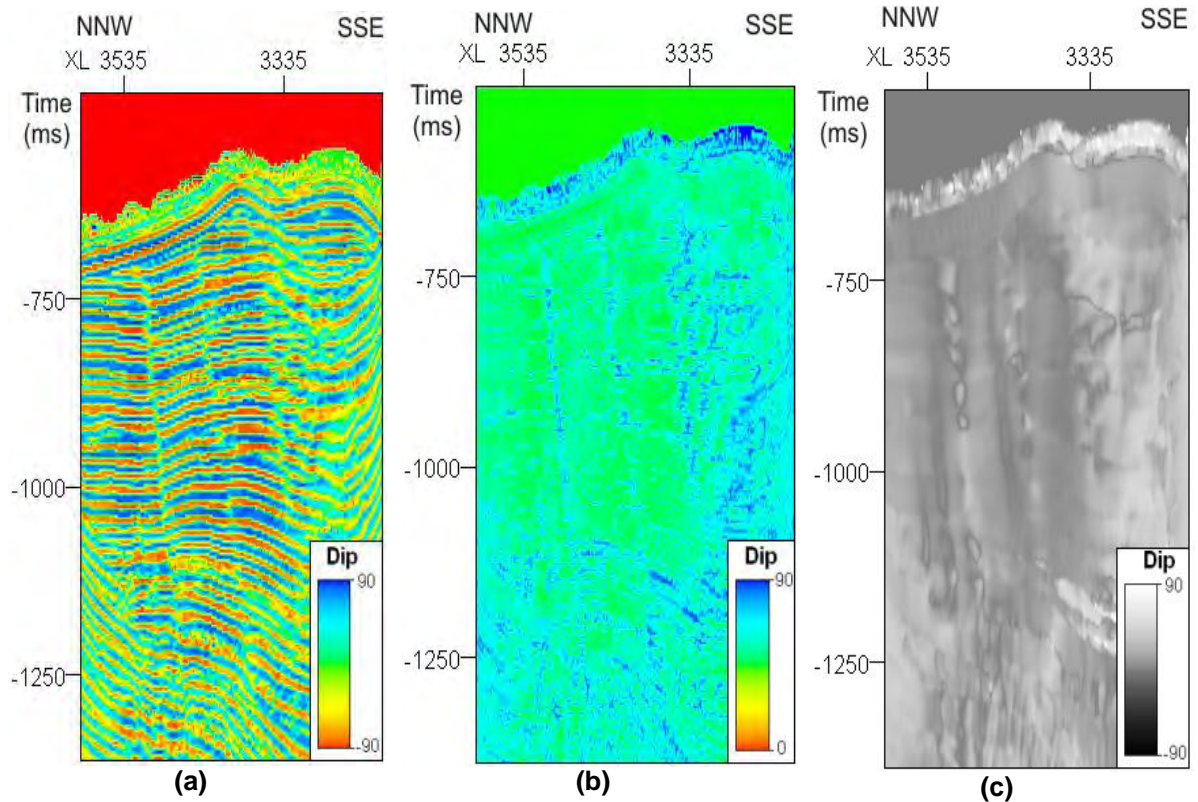 NNW SSE
XL 3535 3335
Time
(ms)
-750
-1000
-1250
Dip
90
-90
(a)
NNW SSE
XL 3535 3335
Time
(ms)
-750
-1000
-1250
Dip
90
0
(b)
NNW SSE
XL 3535 3335
Time
(ms)
-750
-1000
-1250
Dip
90
-90
(c)